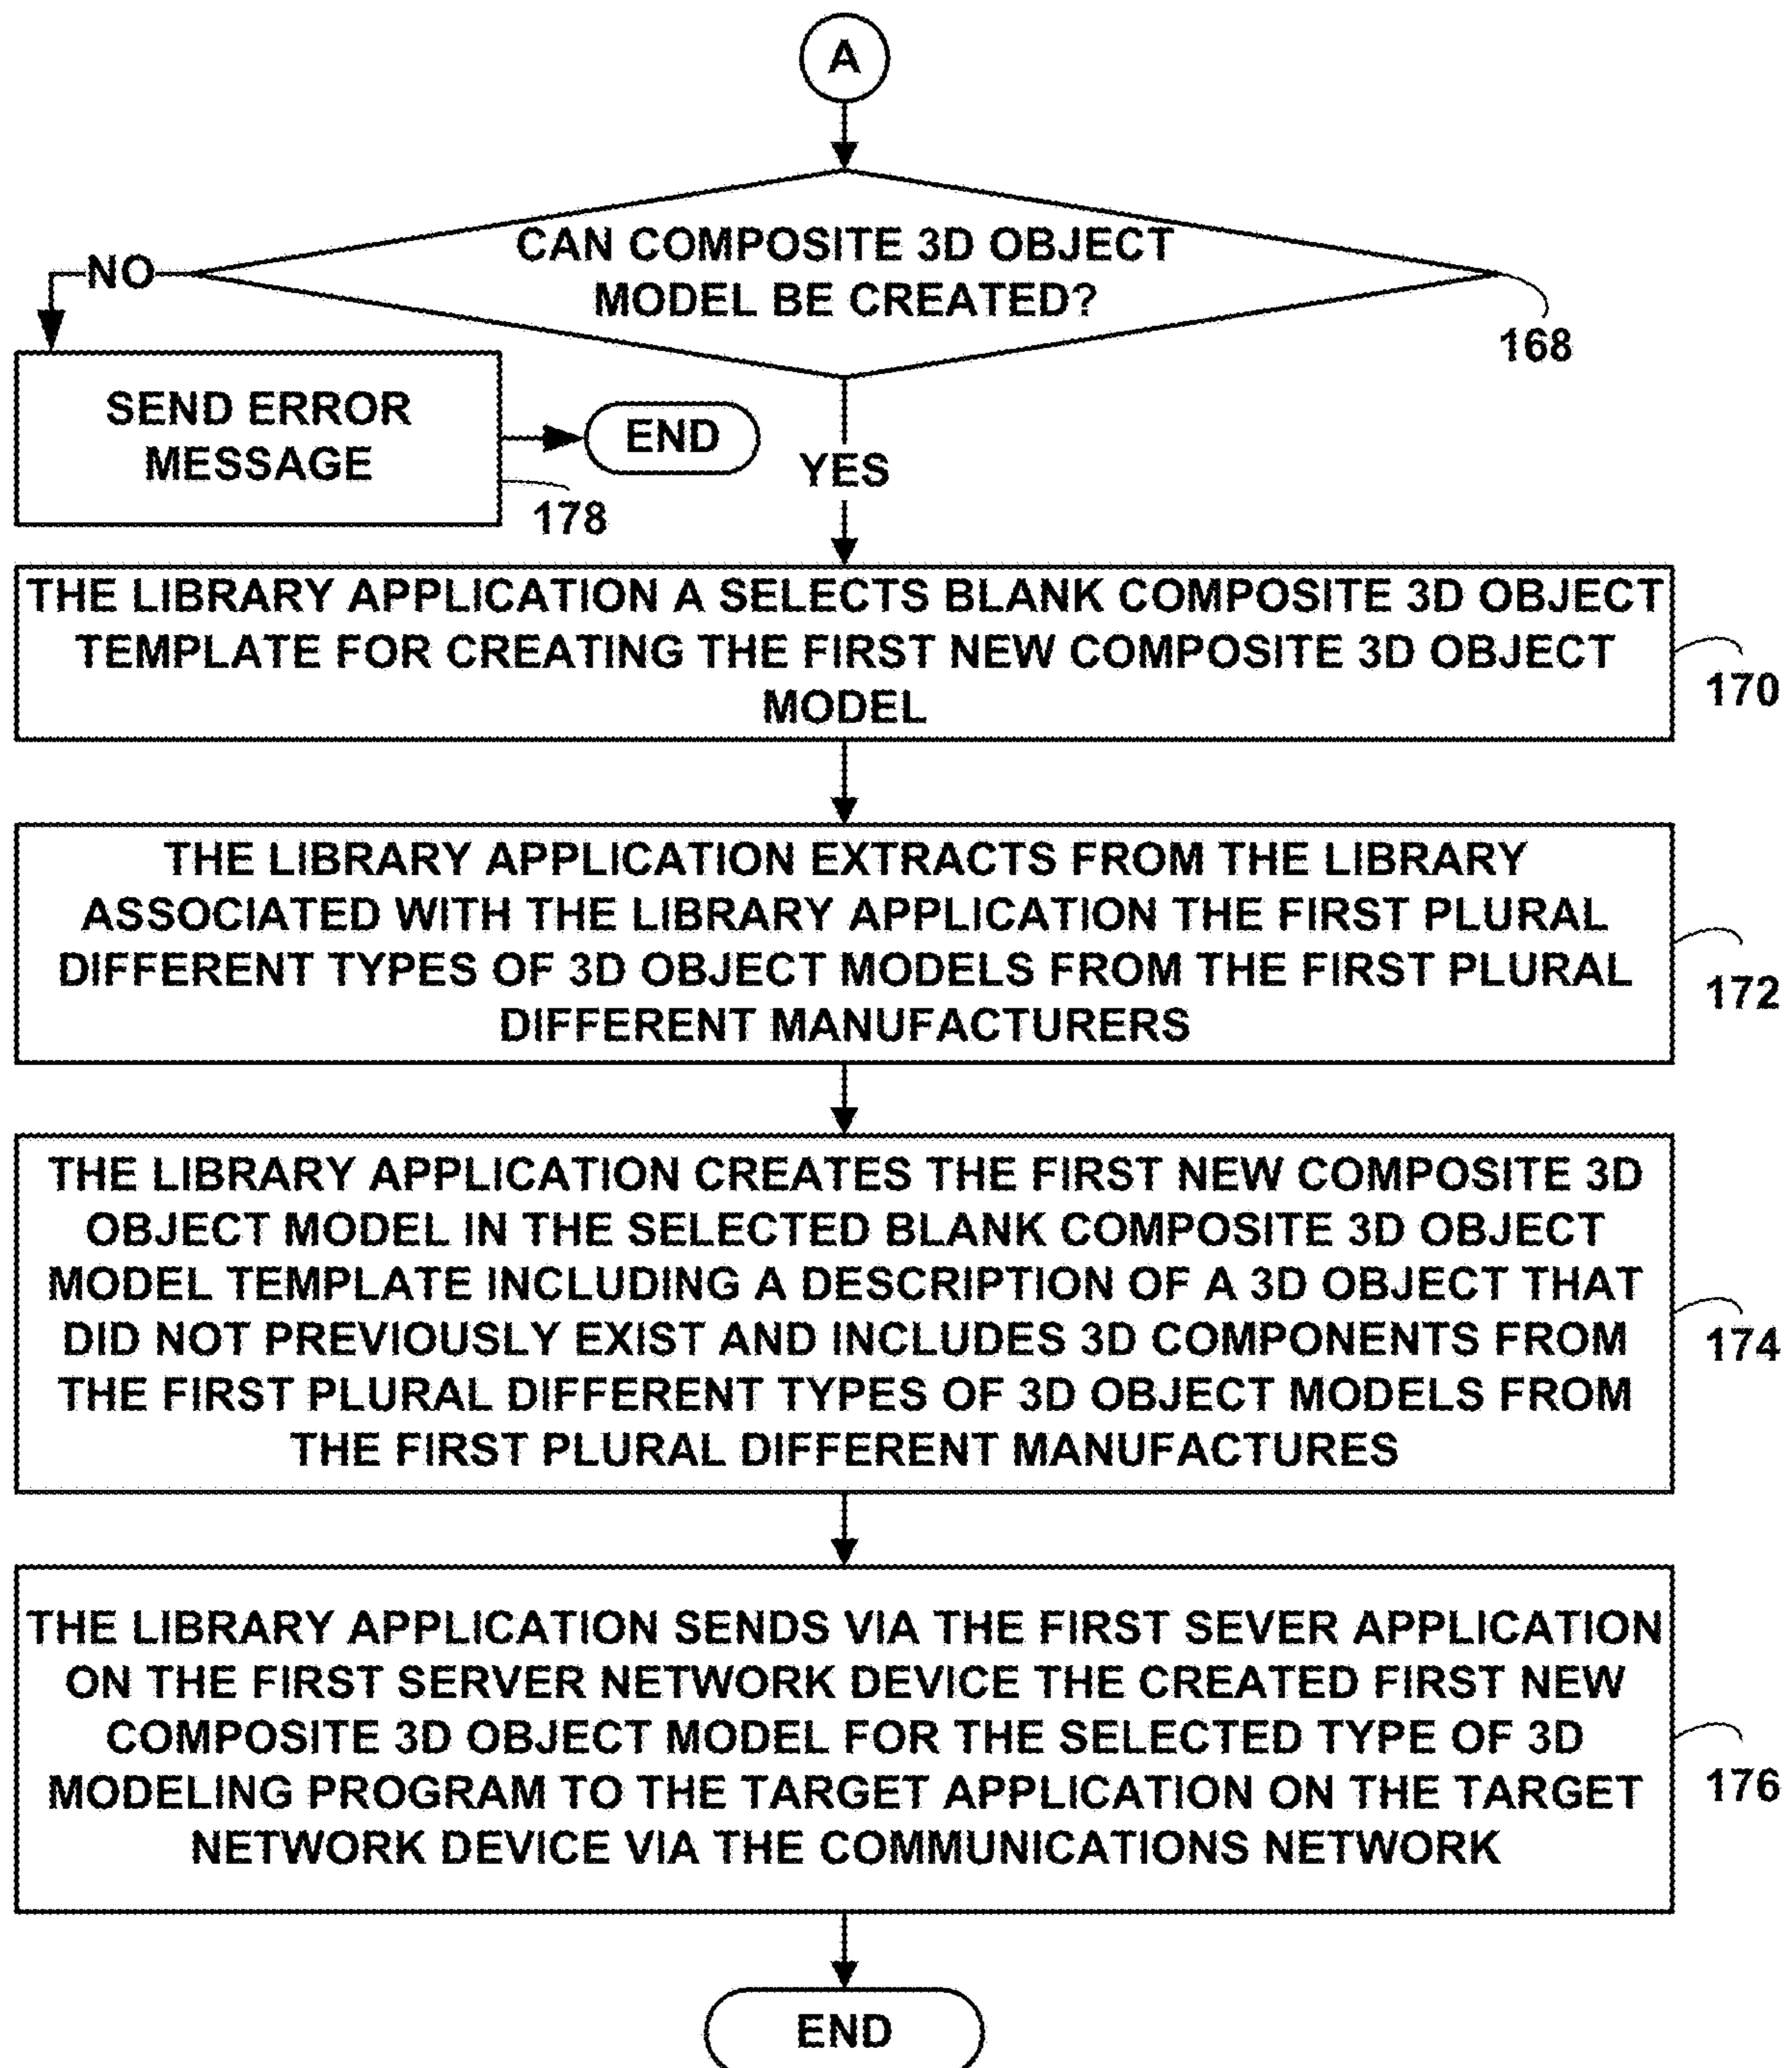 A
CAN COMPOSITE 3D OBJECT
MODEL BE CREATED?
NO
168
SEND ERROR
MESSAGE
END
178
YES
THE LIBRARY APPLICATION A SELECTS BLANK COMPOSITE 3D OBJECT
TEMPLATE FOR CREATING THE FIRST NEW COMPOSITE 3D OBJECT
MODEL
170
THE LIBRARY APPLICATION EXTRACTS FROM THE LIBRARY
ASSOCIATED WITH THE LIBRARY APPLICATION THE FIRST PLURAL
DIFFERENT TYPES OF 3D OBJECT MODELS FROM THE FIRST PLURAL
DIFFERENT MANUFACTURERS
172
THE LIBRARY APPLICATION CREATES THE FIRST NEW COMPOSITE 3D
OBJECT MODEL IN THE SELECTED BLANK COMPOSITE 3D OBJECT
MODEL TEMPLATE INCLUDING A DESCRIPTION OF A 3D OBJECT THAT
DID NOT PREVIOUSLY EXIST AND INCLUDES 3D COMPONENTS FROM
THE FIRST PLURAL DIFFERENT TYPES OF 3D OBJECT MODELS FROM
THE FIRST PLURAL DIFFERENT MANUFACTURES
174
THE LIBRARY APPLICATION SENDS VIA THE FIRST SEVER APPLICATION
ON THE FIRST SERVER NETWORK DEVICE THE CREATED FIRST NEW
COMPOSITE 3D OBJECT MODEL FOR THE SELECTED TYPE OF 3D
MODELING PROGRAM TO THE TARGET APPLICATION ON THE TARGET
NETWORK DEVICE VIA THE COMMUNICATIONS NETWORK
176
END